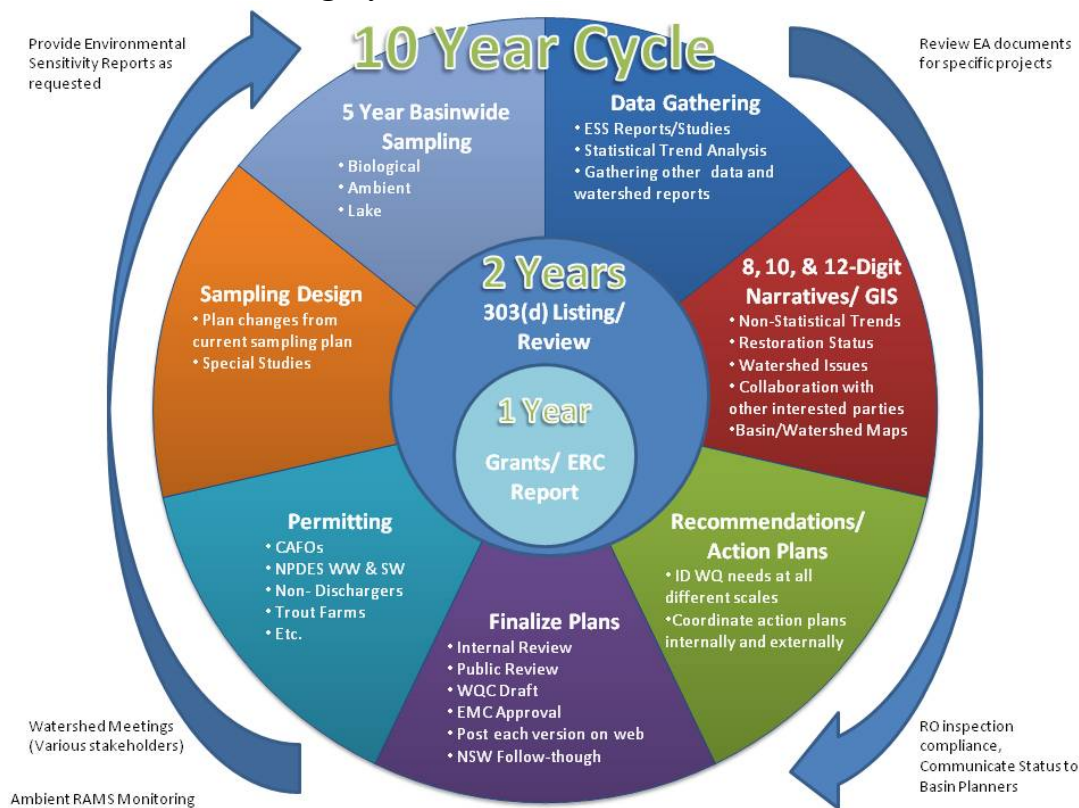 10 Year Cycle
Provide Environmental
Sensitivity Reports as
requested
Review EA documents
for specific projects
5 Year Basinwide
Sampling
• Biological
• Ambient
• Lake
Data Gathering
• ESS Reports/Studies
• Statistical Trend Analysis
• Gathering other data and
watershed reports
8, 10, & 12-Digit
Narratives/ GIS
• Non-Statistical Trends
• Restoration Status
• Watershed Issues
• Collaboration with
other interested parties
•Basin/Watershed Maps
Recommendations/
Action Plans
• ID WQ needs at all
different scales
•Coordinate action plans
internally and externally
Finalize Plans
• Internal Review
• Public Review
• WQC Draft
• EMC Approval
• Post each version on web
• NSW Follow-though
Permitting
• CAFOs
• NPDES WW & SW
• Non- Dischargers
• Trout Farms
• Etc.
Sampling Design
• Plan changes from
current sampling plan
• Special Studies
2 Years
303(d) Listing/
Review
1 Year
Grants/ ERC
Report
Watershed Meetings
(Various stakeholders)
Ambient RAMS Monitoring
RO inspection
compliance,
Communicate Status to
Basin Planners